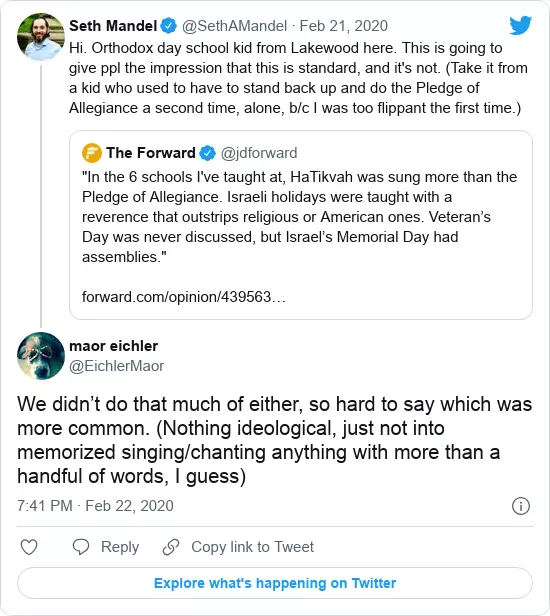 Seth Mandel @SethAMandel · Feb 21, 2020
Hi. Orthodox day school kid from Lakewood here. This is going to
give ppl the impression that this is standard, and it's not. (Take it from
a kid who used to have to stand back up and do the Pledge of
Allegiance a second time, alone, b/c I was too flippant the first time.)
The Forward @jdforward
"In the 6 schools I've taught at, HaTikvah was sung more than the
Pledge of Allegiance. Israeli holidays were taught with a
reverence that outstrips religious or American ones. Veteran’s
Day was never discussed, but Israel’s Memorial Day had
assemblies."
forward.com/opinion/439563…
maor eichler
@EichlerMaor
We didn’t do that much of either, so hard to say which was
more common. (Nothing ideological, just not into
memorized singing/chanting anything with more than a
handful of words, I guess)
7:41 PM · Feb 22, 2020
Reply Copy link to Tweet
Explore what's happening on Twitter